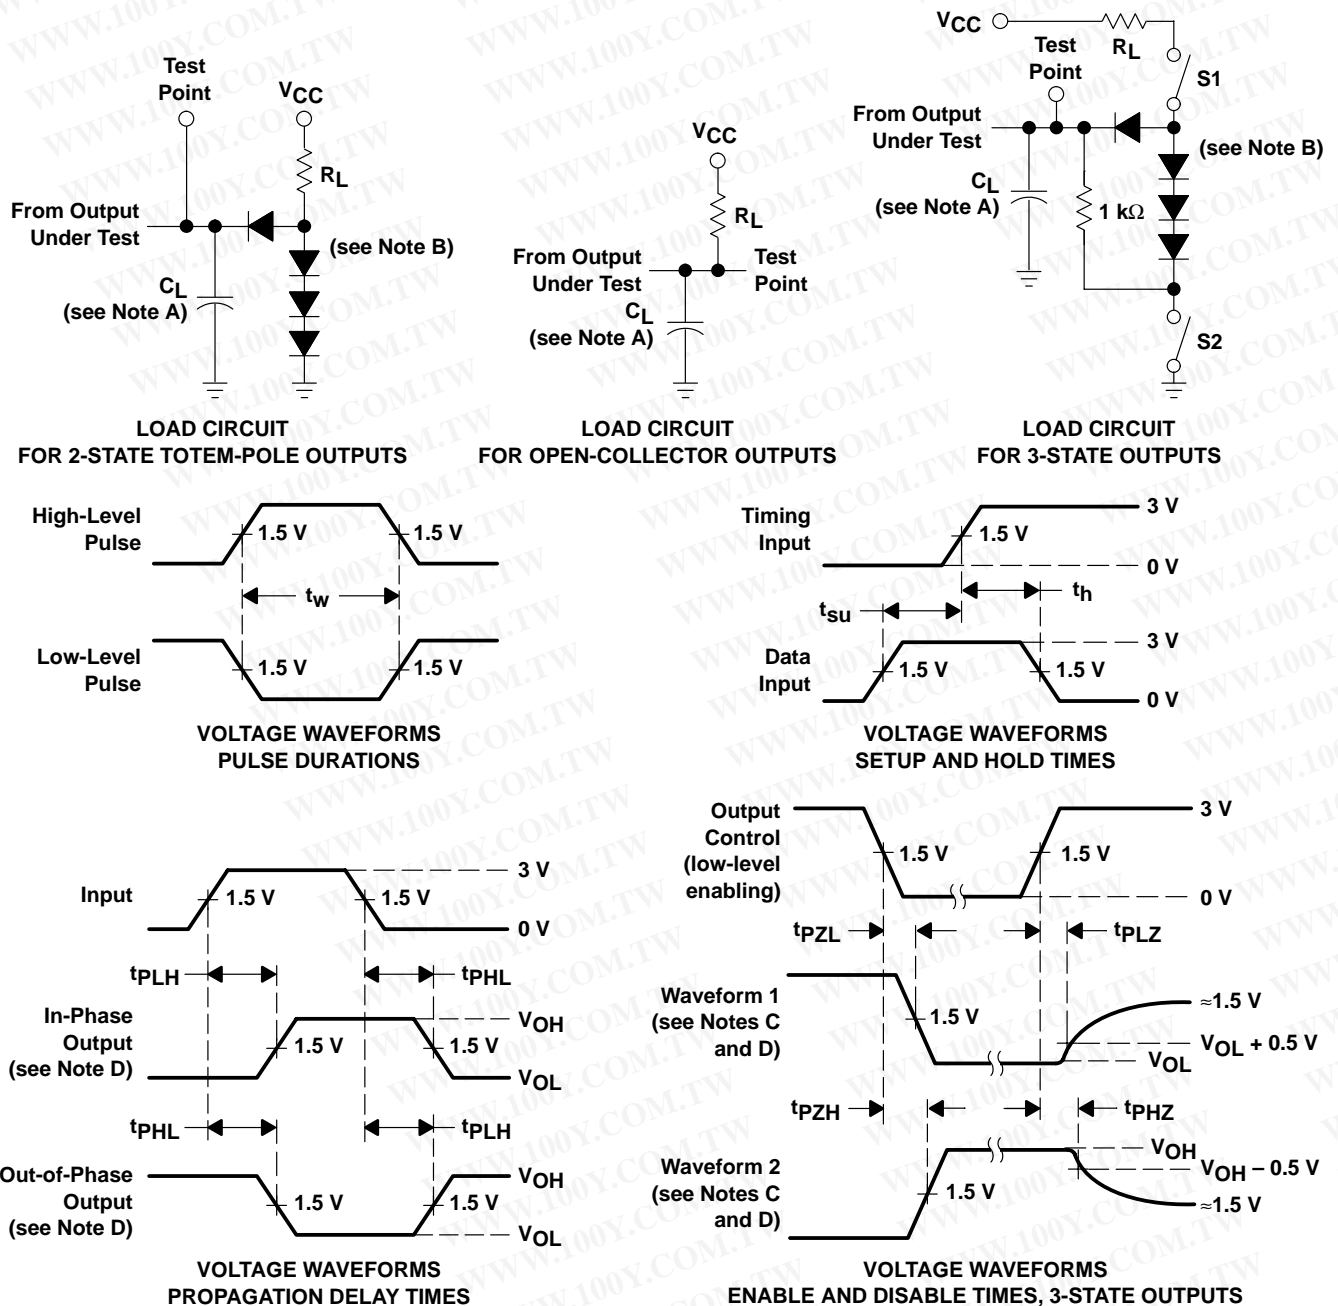 Test
Point
VCC
RL
From Output
Under Test
(see Note B)
CL
(see Note A)
LOAD CIRCUIT
FOR 2-STATE TOTEM-POLE OUTPUTS
VCC
RL
From Output
Under Test
Test
Point
CL
(see Note A)
LOAD CIRCUIT
FOR OPEN-COLLECTOR OUTPUTS
VCC
RL
Test
Point
S1
From Output
Under Test
(see Note B)
CL
(see Note A)
1 kΩ
S2
LOAD CIRCUIT
FOR 3-STATE OUTPUTS
High-Level
Pulse
1.5 V
1.5 V
tw
Low-Level
Pulse
1.5 V
1.5 V
VOLTAGE WAVEFORMS
PULSE DURATIONS
Timing
Input
3 V
1.5 V
0 V
th
tsu
Data
Input
3 V
1.5 V
1.5 V
0 V
VOLTAGE WAVEFORMS
SETUP AND HOLD TIMES
Input
3 V
1.5 V
1.5 V
0 V
tPLH
tPHL
In-Phase
Output
(see Note D)
VOH
1.5 V
1.5 V
VOL
tPHL
tPLH
Out-of-Phase
Output
(see Note D)
VOH
1.5 V
1.5 V
VOL
VOLTAGE WAVEFORMS
PROPAGATION DELAY TIMES
Output
Control
(low-level
enabling)
3 V
1.5 V
1.5 V
0 V
tPZL
tPLZ
Waveform 1
(see Notes C
and D)
≈1.5 V
1.5 V
VOL + 0.5 V
VOL
tPZH
tPHZ
Waveform 2
(see Notes C
and D)
VOH
VOH − 0.5 V
1.5 V
≈1.5 V
VOLTAGE WAVEFORMS
ENABLE AND DISABLE TIMES, 3-STATE OUTPUTS
WWW.100Y.COM.TW